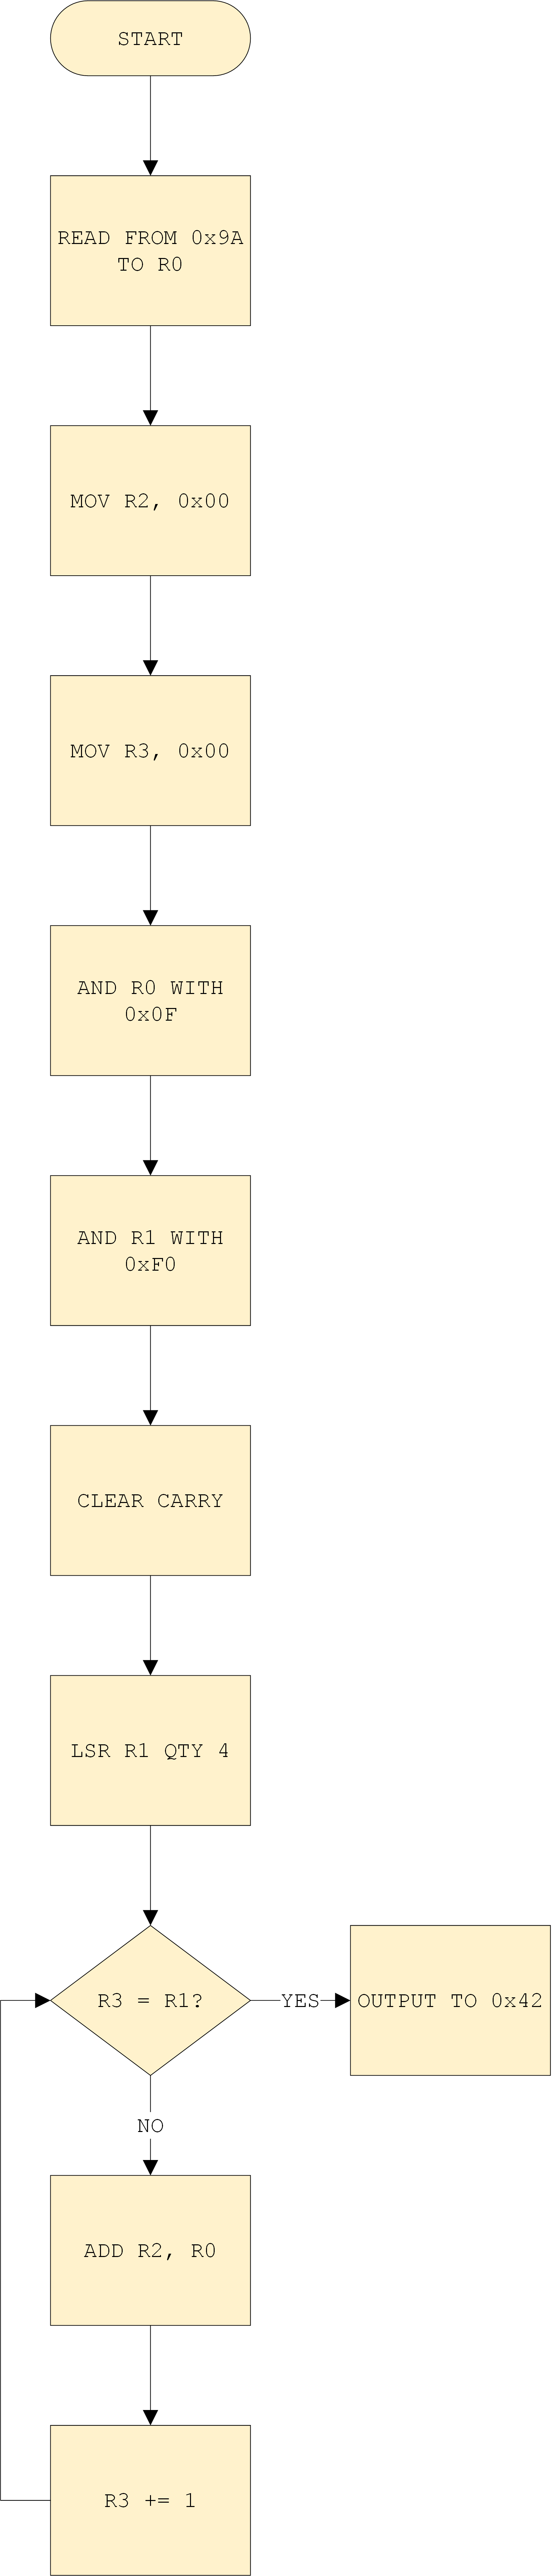 START
READ FROM 0x9A
TO R0
MOV R2, 0x00
MOV R3, 0x00
AND R0 WITH
0x0F
AND R1 WITH
0xF0
CLEAR CARRY
LSR R1 QTY 4
R3 = R1?
YES
OUTPUT TO 0x42
NO
ADD R2, R0
R3 += 1